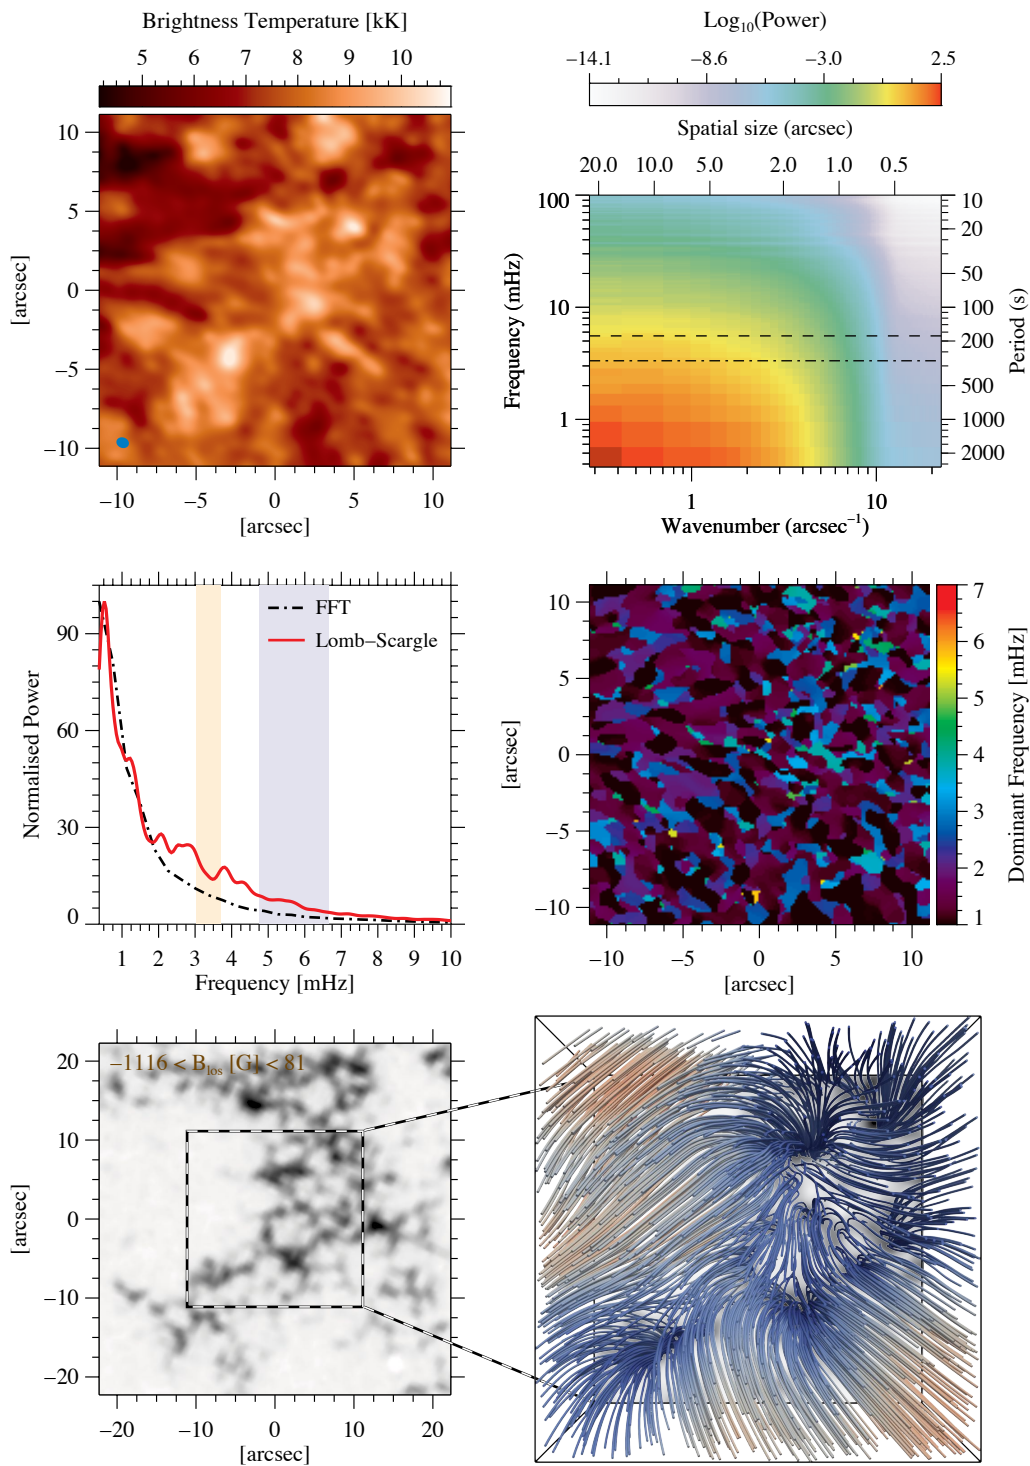 Brightness Temperature [kK]
5 6 7 8 9 10
10
5
0
−5
−10
[arcsec]
−10 −5 0 5 10
[arcsec]
Log₁₀(Power)
−14.1 −8.6 −3.0 2.5
Spatial size (arcsec)
20.0 10.0 5.0 2.0 1.0 0.5
100
10
1
Frequency (mHz)
10
20
50
100
200
500
1000
2000
Period (s)
1 10
Wavenumber (arcsec⁻¹)
FFT
Lomb−Scargle
90
60
30
0
Normalised Power
1 2 3 4 5 6 7 8 9 10
Frequency [mHz]
10
5
0
−5
−10
[arcsec]
−10 −5 0 5 10
[arcsec]
7
6
5
4
3
2
1
Dominant Frequency [mHz]
−1116 < B_los [G] < 81
20
10
0
−10
−20
[arcsec]
−20 −10 0 10 20
[arcsec]